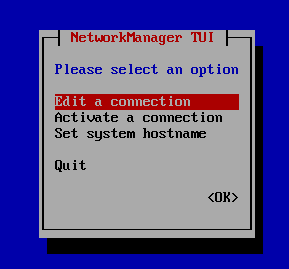 NetworkManager TUI
Please select an option
Edit a connection
Activate a connection
Set system hostname
Quit
<OK>